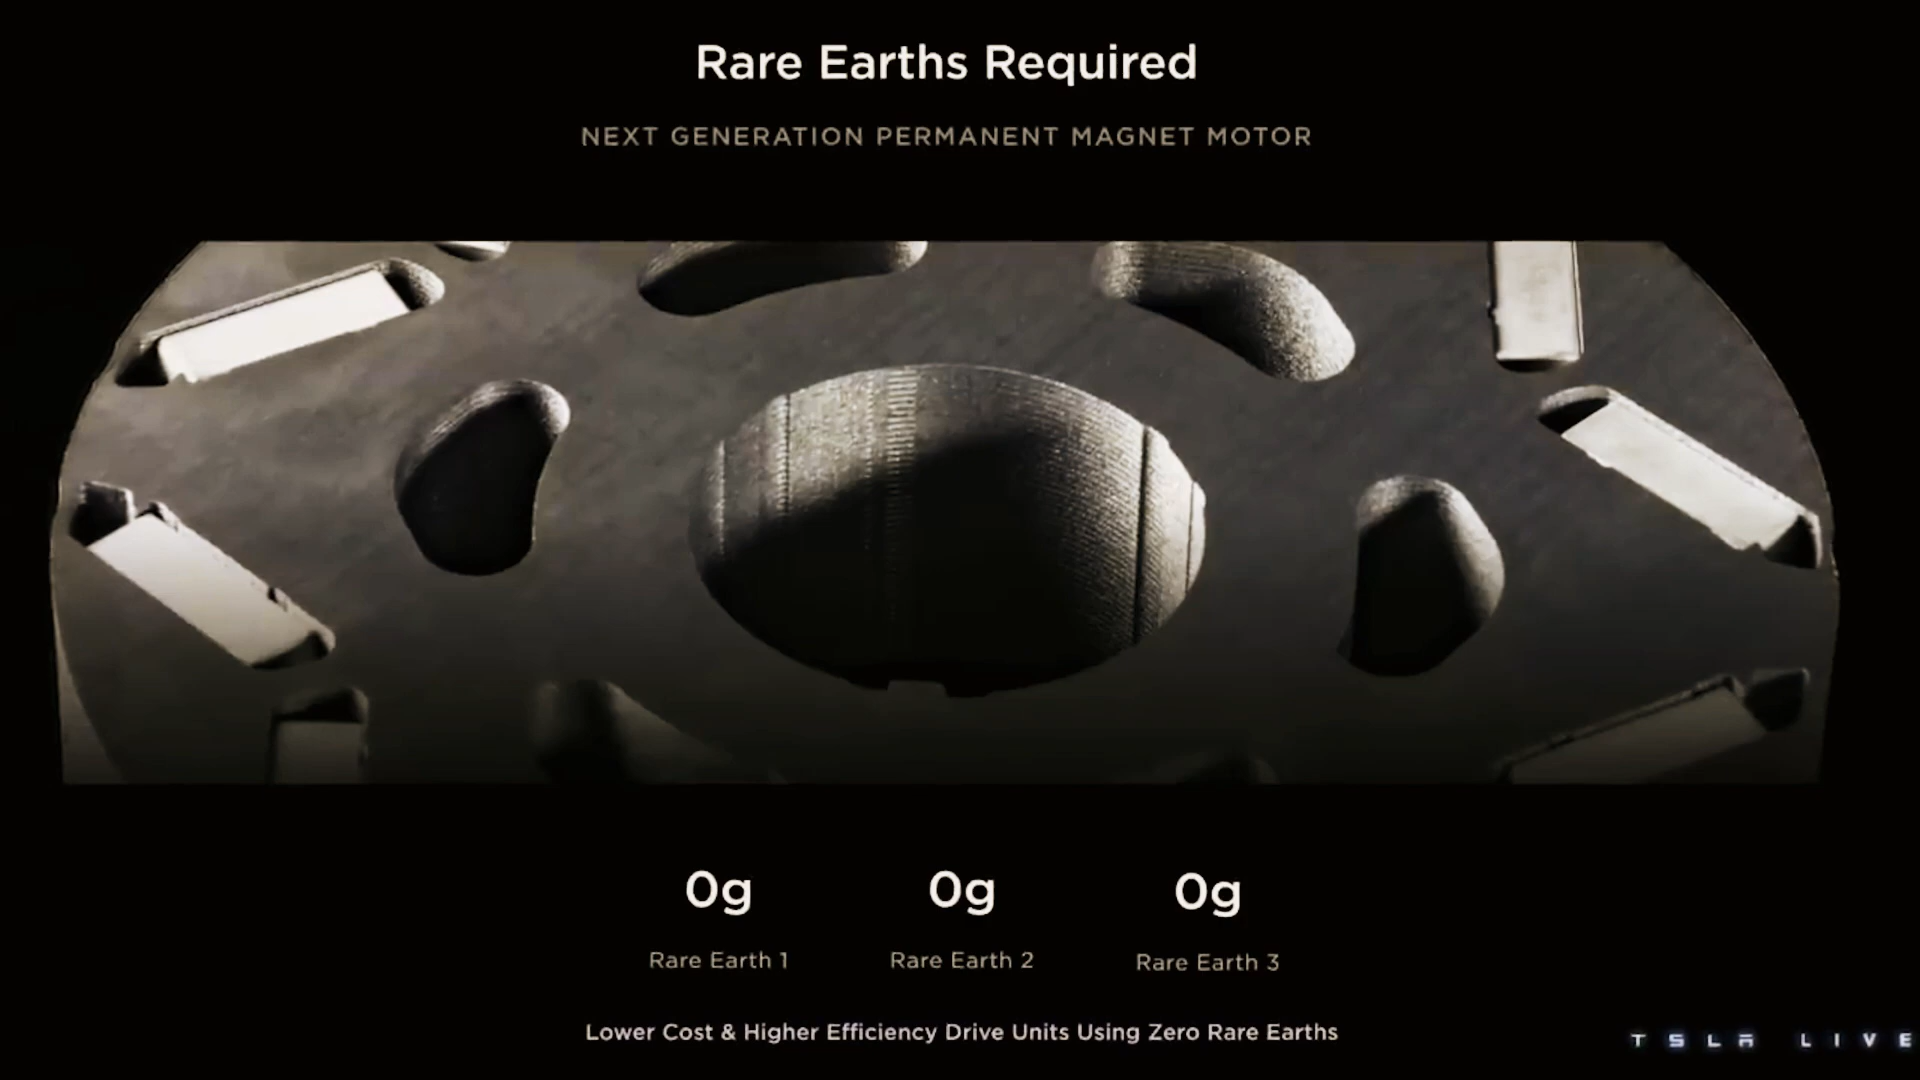 Rare Earths Required
NEXT GENERATION PERMANENT MAGNET MOTOR
0g 0g 0g
Rare Earth 1 Rare Earth 2 Rare Earth 3
Lower Cost & Higher Efficiency Drive Units Using Zero Rare Earths
TSLA LIVE